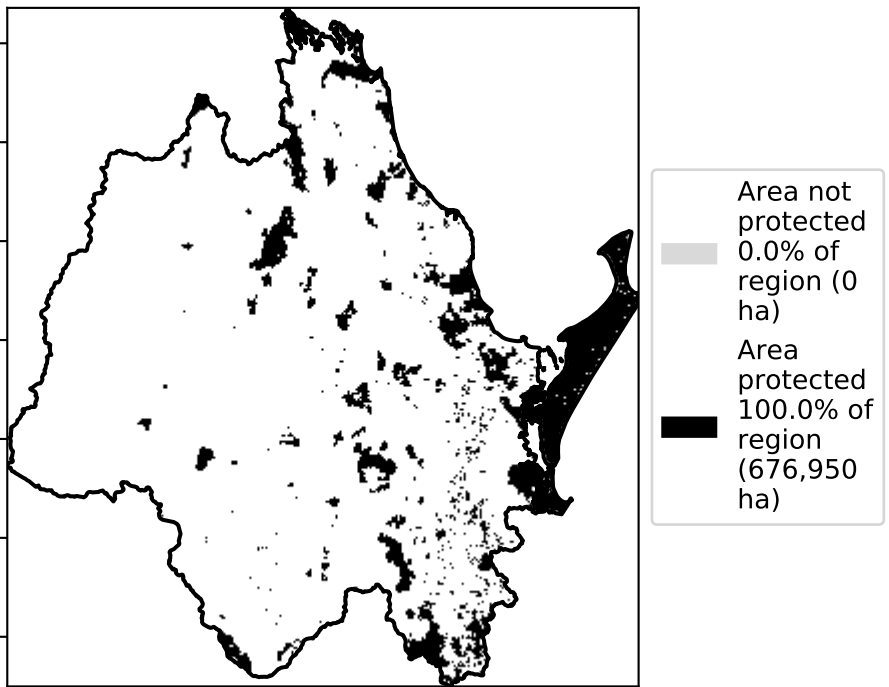 Area not
protected
0.0% of
region (0
ha)
Area
protected
100.0% of
region
(676,950
ha)